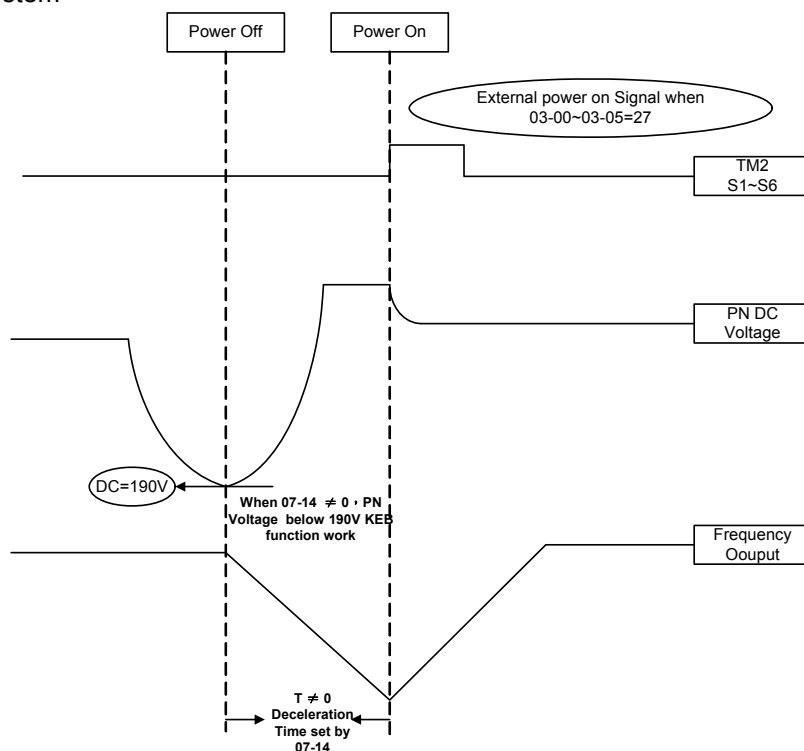 Power Off
Power On
External power on Signal when
03-00~03-05=27
TM2
S1~S6
PN DC
Voltage
DC=190V
When 07-14 ≠ 0，PN
Voltage below 190V KEB
function work
Frequency
Oouput
T ≠ 0
Deceleration
Time set by
07-14